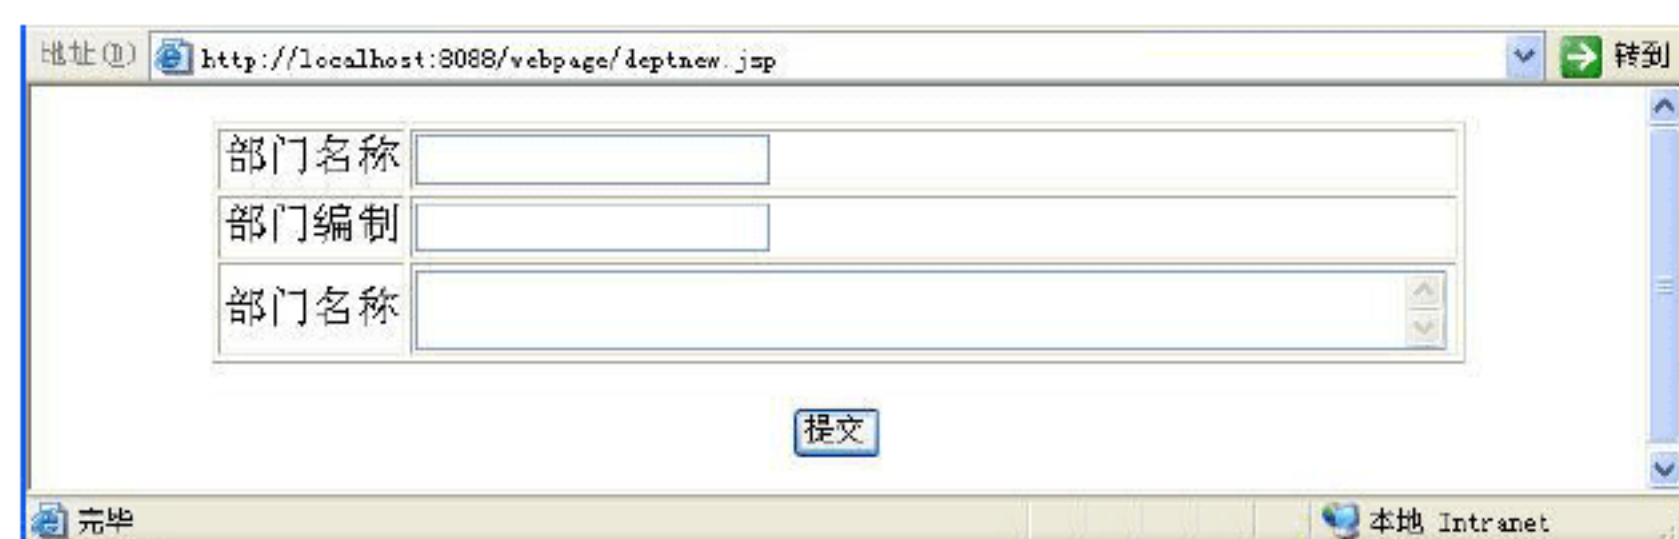 地址(D) http://localhost:8088/webpage/deptnew.jsp 转到
部门名称
部门编制
部门名称
提交
完毕 本地 Intranet